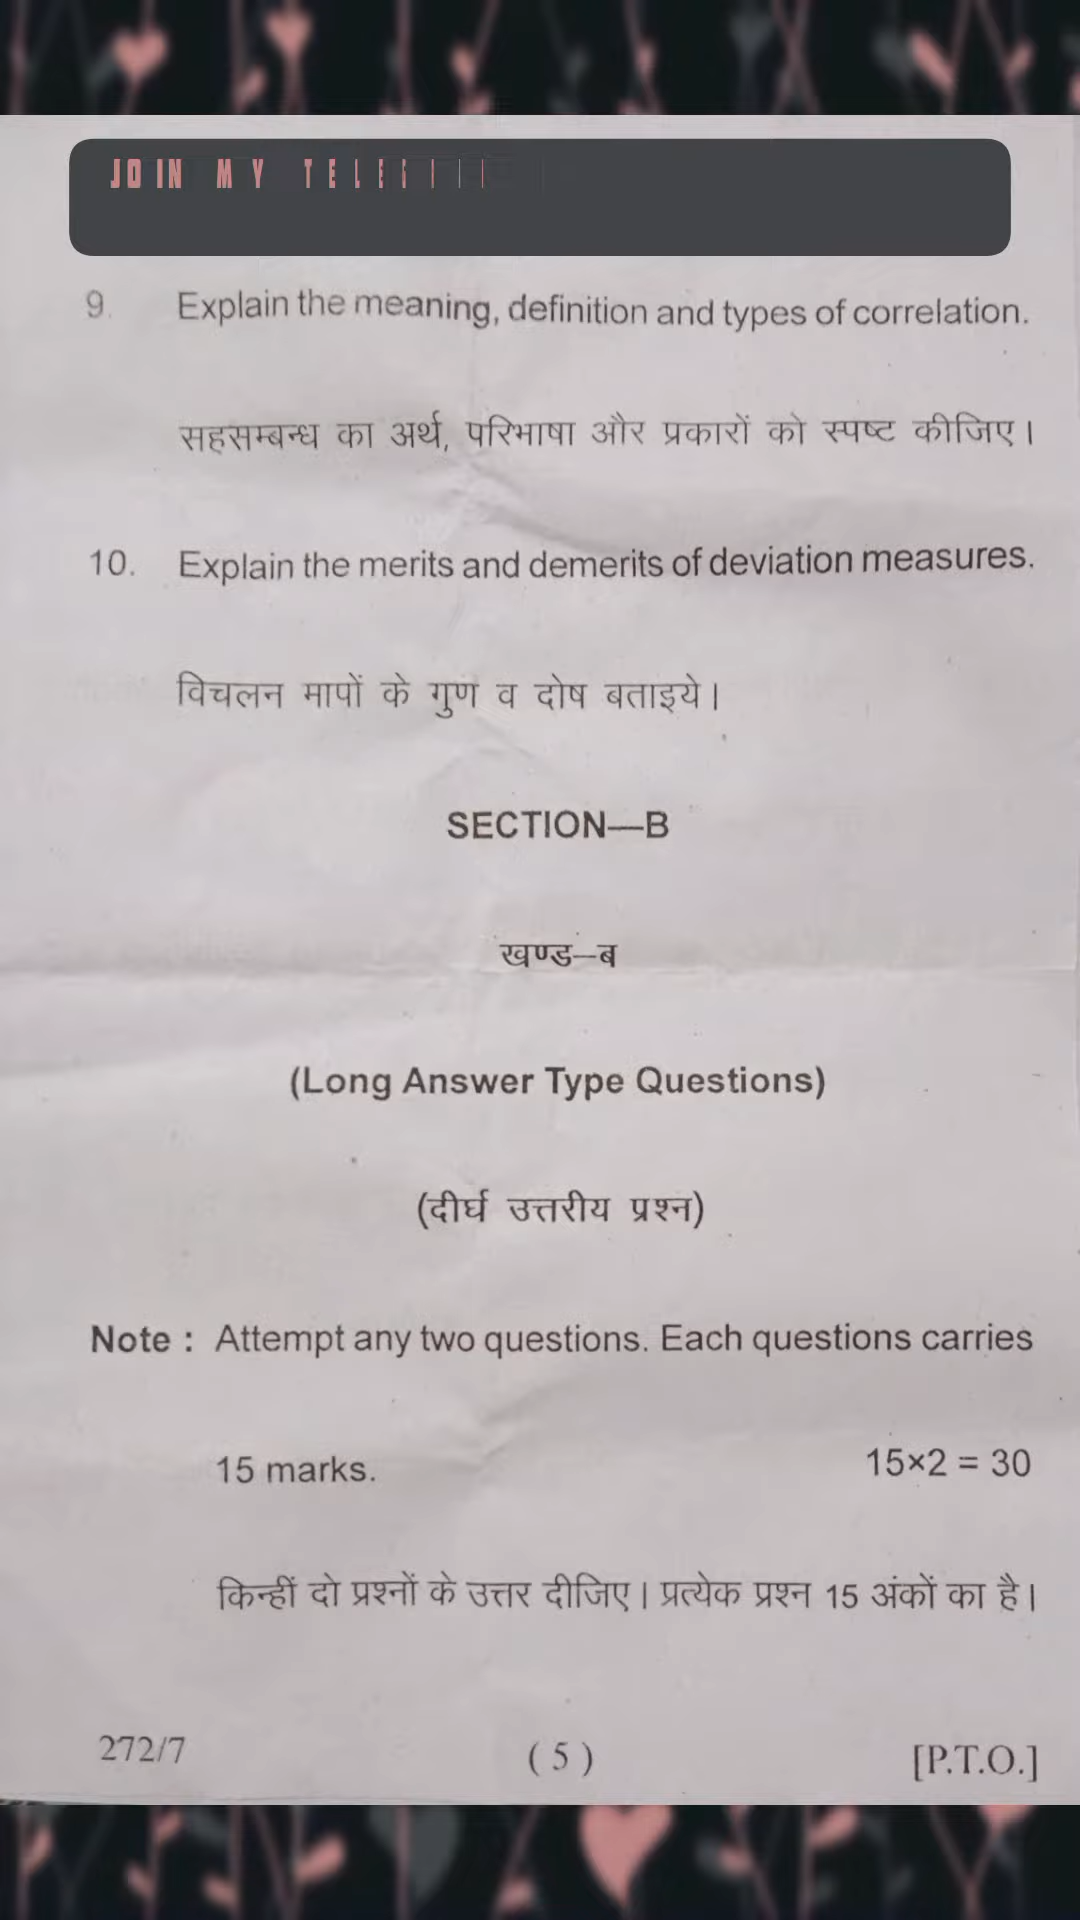 JOIN MY
9. Explain the meaning, definition and types of correlation.
सहसम्बन्ध का अर्थ, परिभाषा और प्रकारों को स्पष्ट कीजिए।
10. Explain the merits and demerits of deviation measures.
विचलन मापों के गुण व दोष बताइये।
SECTION—B
खण्ड—ब
(Long Answer Type Questions)
(दीर्घ उत्तरीय प्रश्न)
Note : Attempt any two questions. Each questions carries
15 marks. 15×2 = 30
किन्हीं दो प्रश्नों के उत्तर दीजिए। प्रत्येक प्रश्न 15 अंकों का है।
272/7 ( 5 ) [P.T.O.]